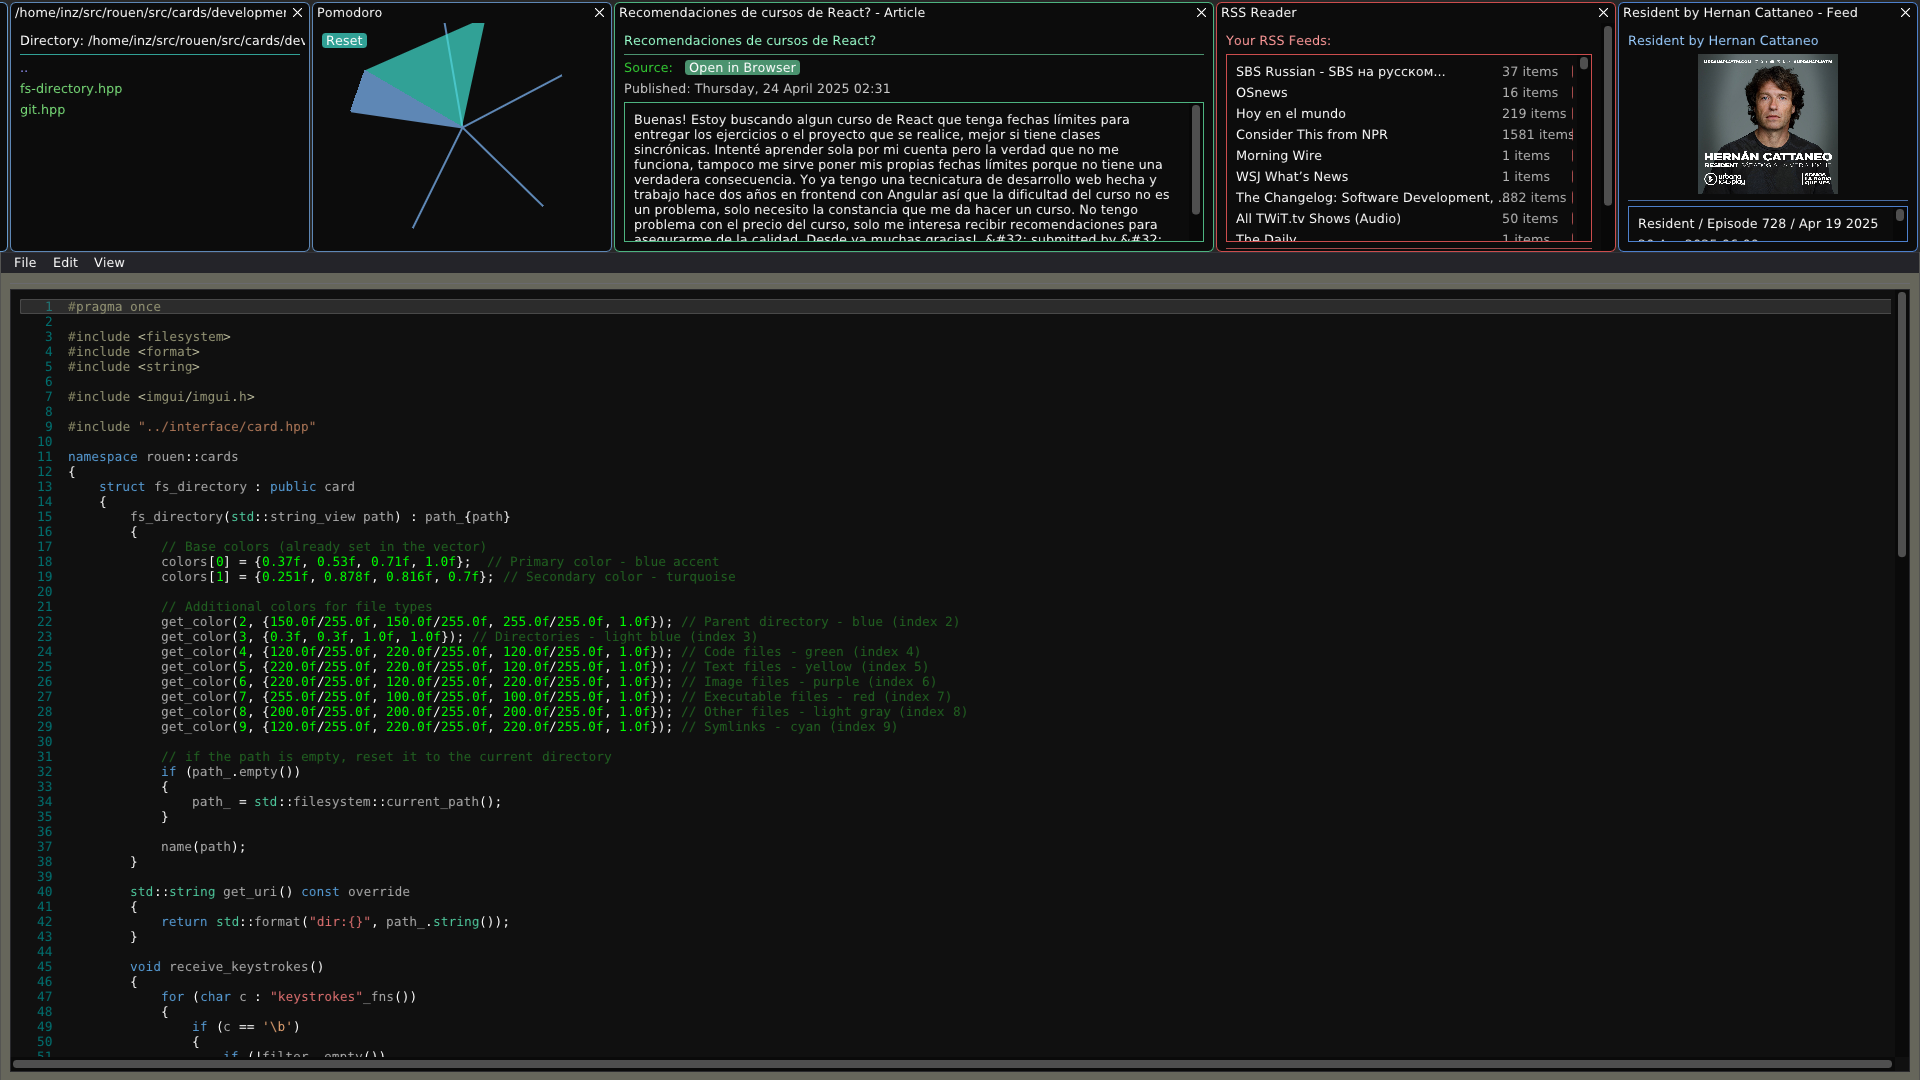 /home/inz/src/rouen/src/cards/developmer
Directory: /home/inz/src/rouen/src/cards/dev
..
fs-directory.hpp
git.hpp
Pomodoro
Reset
Recomendaciones de cursos de React? - Article
Recomendaciones de cursos de React?
Source: Open in Browser
Published: Thursday, 24 April 2025 02:31
Buenas! Estoy buscando algun curso de React que tenga fechas límites para
entregar los ejercicios o el proyecto que se realice, mejor si tiene clases
sincrónicas. Intenté aprender sola por mi cuenta pero la verdad que no me
funciona, tampoco me sirve poner mis propias fechas límites porque no tiene una
verdadera consecuencia. Yo ya tengo una tecnicatura de desarrollo web hecha y
trabajo hace dos años en frontend con Angular así que la dificultad del curso no es
un problema, solo necesito la constancia que me da hacer un curso. No tengo
problema con el precio del curso, solo me interesa recibir recomendaciones para
asegurarme de la calidad. Desde ya muchas gracias! &#32; submitted by &#32;
RSS Reader
Your RSS Feeds:
SBS Russian - SBS на русском... 37 items
OSnews 16 items
Hoy en el mundo 219 items
Consider This from NPR 1581 items
Morning Wire 1 items
WSJ What’s News 1 items
The Changelog: Software Development, ...882 items
All TWiT.tv Shows (Audio) 50 items
The Daily 1 items
Resident by Hernan Cattaneo - Feed
Resident by Hernan Cattaneo
HERNÁN CATTANEO
RESIDENT
urbana
play
Resident / Episode 728 / Apr 19 2025
File Edit View
1 #pragma once
2
3 #include <filesystem>
4 #include <format>
5 #include <string>
6
7 #include <imgui/imgui.h>
8
9 #include "../interface/card.hpp"
10
11 namespace rouen::cards
12 {
13 struct fs_directory : public card
14 {
15 fs_directory(std::string_view path) : path_{path}
16 {
17 // Base colors (already set in the vector)
18 colors[0] = {0.37f, 0.53f, 0.71f, 1.0f}; // Primary color - blue accent
19 colors[1] = {0.251f, 0.878f, 0.816f, 0.7f}; // Secondary color - turquoise
20
21 // Additional colors for file types
22 get_color(2, {150.0f/255.0f, 150.0f/255.0f, 255.0f/255.0f, 1.0f}); // Parent directory - blue (index 2)
23 get_color(3, {0.3f, 0.3f, 1.0f, 1.0f}); // Directories - light blue (index 3)
24 get_color(4, {120.0f/255.0f, 220.0f/255.0f, 120.0f/255.0f, 1.0f}); // Code files - green (index 4)
25 get_color(5, {220.0f/255.0f, 220.0f/255.0f, 120.0f/255.0f, 1.0f}); // Text files - yellow (index 5)
26 get_color(6, {220.0f/255.0f, 120.0f/255.0f, 220.0f/255.0f, 1.0f}); // Image files - purple (index 6)
27 get_color(7, {255.0f/255.0f, 100.0f/255.0f, 100.0f/255.0f, 1.0f}); // Executable files - red (index 7)
28 get_color(8, {200.0f/255.0f, 200.0f/255.0f, 200.0f/255.0f, 1.0f}); // Other files - light gray (index 8)
29 get_color(9, {120.0f/255.0f, 220.0f/255.0f, 220.0f/255.0f, 1.0f}); // Symlinks - cyan (index 9)
30
31 // if the path is empty, reset it to the current directory
32 if (path_.empty())
33 {
34 path_ = std::filesystem::current_path();
35 }
36
37 name(path);
38 }
39
40 std::string get_uri() const override
41 {
42 return std::format("dir:{}", path_.string());
43 }
44
45 void receive_keystrokes()
46 {
47 for (char c : "keystrokes"_fns())
48 {
49 if (c == '\b')
50 {
51 if (!filter_.empty())